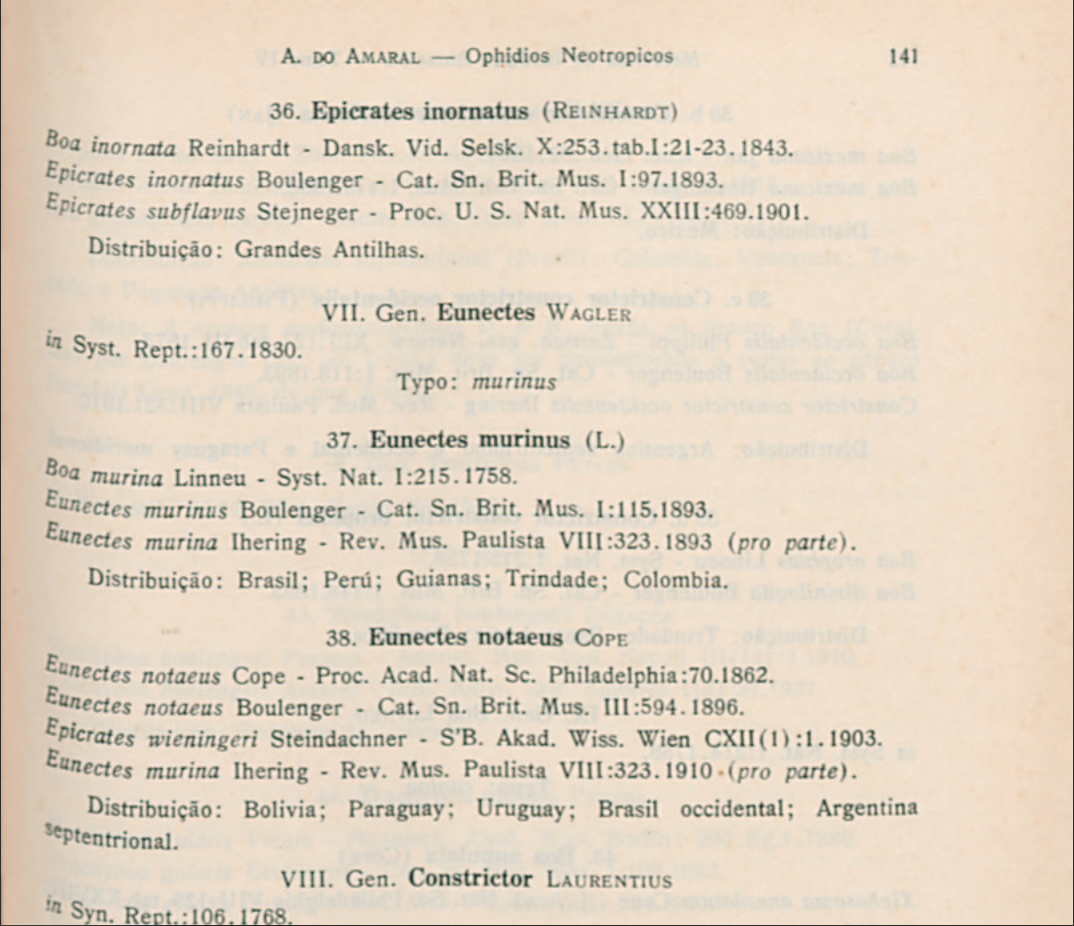 A. DO AMARAL — Ophidios Neotropicos 141
36. Epicrates inornatus (REINHARDT)
Boa inornata Reinhardt - Dansk. Vid. Selsk. X:253.tab.I:21-23.1843.
Epicrates inornatus Boulenger - Cat. Sn. Brit. Mus. I:97.1893.
Epicrates subflavus Stejneger - Proc. U. S. Nat. Mus. XXIII:469.1901.
Distribuição: Grandes Antilhas.
VII. Gen. Eunectes WAGLER
in Syst. Rept.:167.1830.
Typo: murinus
37. Eunectes murinus (L.)
Boa murina Linneu - Syst. Nat. I:215.1758.
Eunectes murinus Boulenger - Cat. Sn. Brit. Mus. I:115.1893.
Eunectes murina Ihering - Rev. Mus. Paulista VIII:323.1893 (pro parte).
Distribuição: Brasil; Perú; Guianas; Trindade; Colombia.
38. Eunectes notaeus COPE
Eunectes notaeus Cope - Proc. Acad. Nat. Sc. Philadelphia:70.1862.
Eunectes notaeus Boulenger - Cat. Sn. Brit. Mus. III:594.1896.
Epicrates wieningeri Steindachner - S'B. Akad. Wiss. Wien CXII(1):1.1903.
Eunectes murina Ihering - Rev. Mus. Paulista VIII:323.1910 (pro parte).
Distribuição: Bolivia; Paraguay; Uruguay; Brasil occidental; Argentina
septentrional.
VIII. Gen. Constrictor LAURENTIUS
in Syn. Rept.:106.1768.